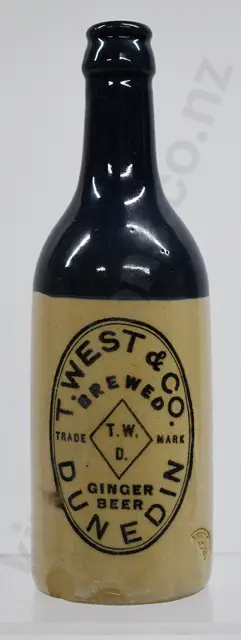 T. WEST & CO.
BREWED
TRADE MARK
T.W.
D.
GINGER
BEER
DUNEDIN